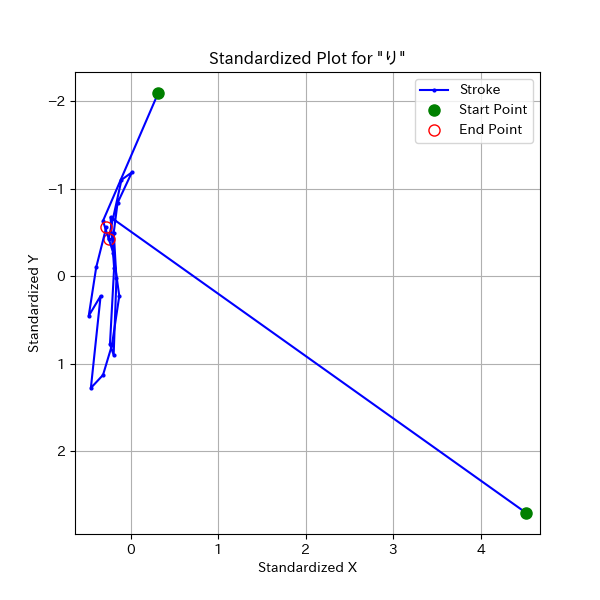 Standardized Plot for "り"
Stroke
Start Point
End Point
−2
−1
0
1
2
Standardized Y
0 1 2 3 4
Standardized X